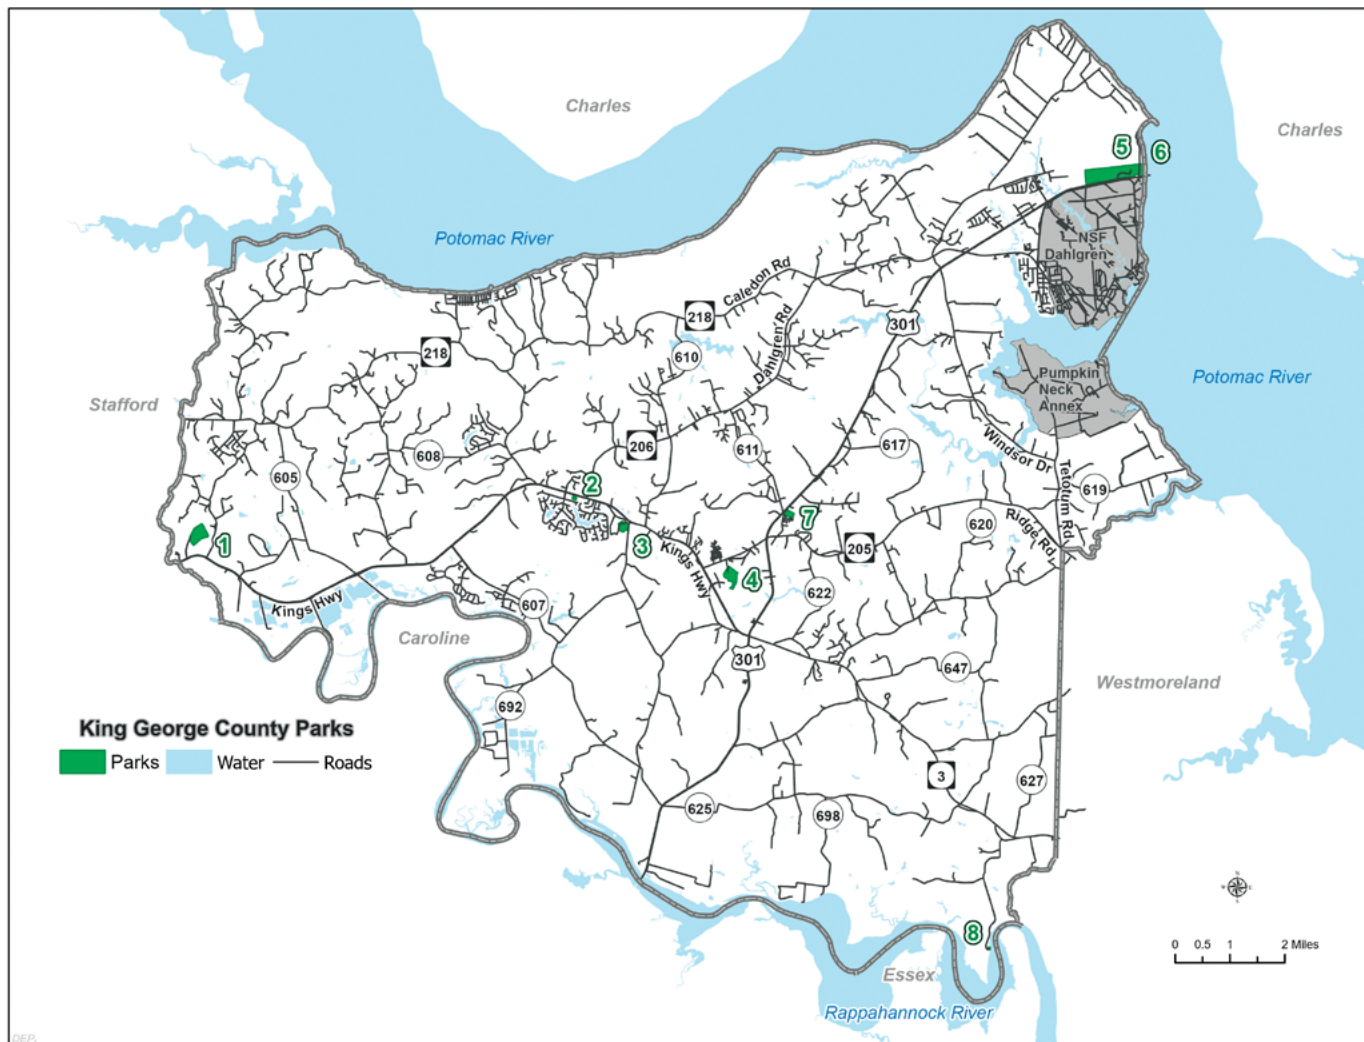 Charles
Charles
5
6
Potomac River
NSF
Dahlgren
Caledon Rd
218
301
610
Dahlgren Rd
218
Potomac River
Pumpkin
Neck
Annex
Stafford
206
611
617
Windsor Dr
608
605
2
Tetotum Rd
619
7
620
Ridge Rd
1
3
Kings Hwy
205
4
622
Kings Hwy
607
Caroline
301
647
Westmoreland
692
King George County Parks
Parks
Water
Roads
3
627
625
698
N
W
E
S
8
0 0.5 1 2 Miles
Essex
Rappahannock River
DEP.